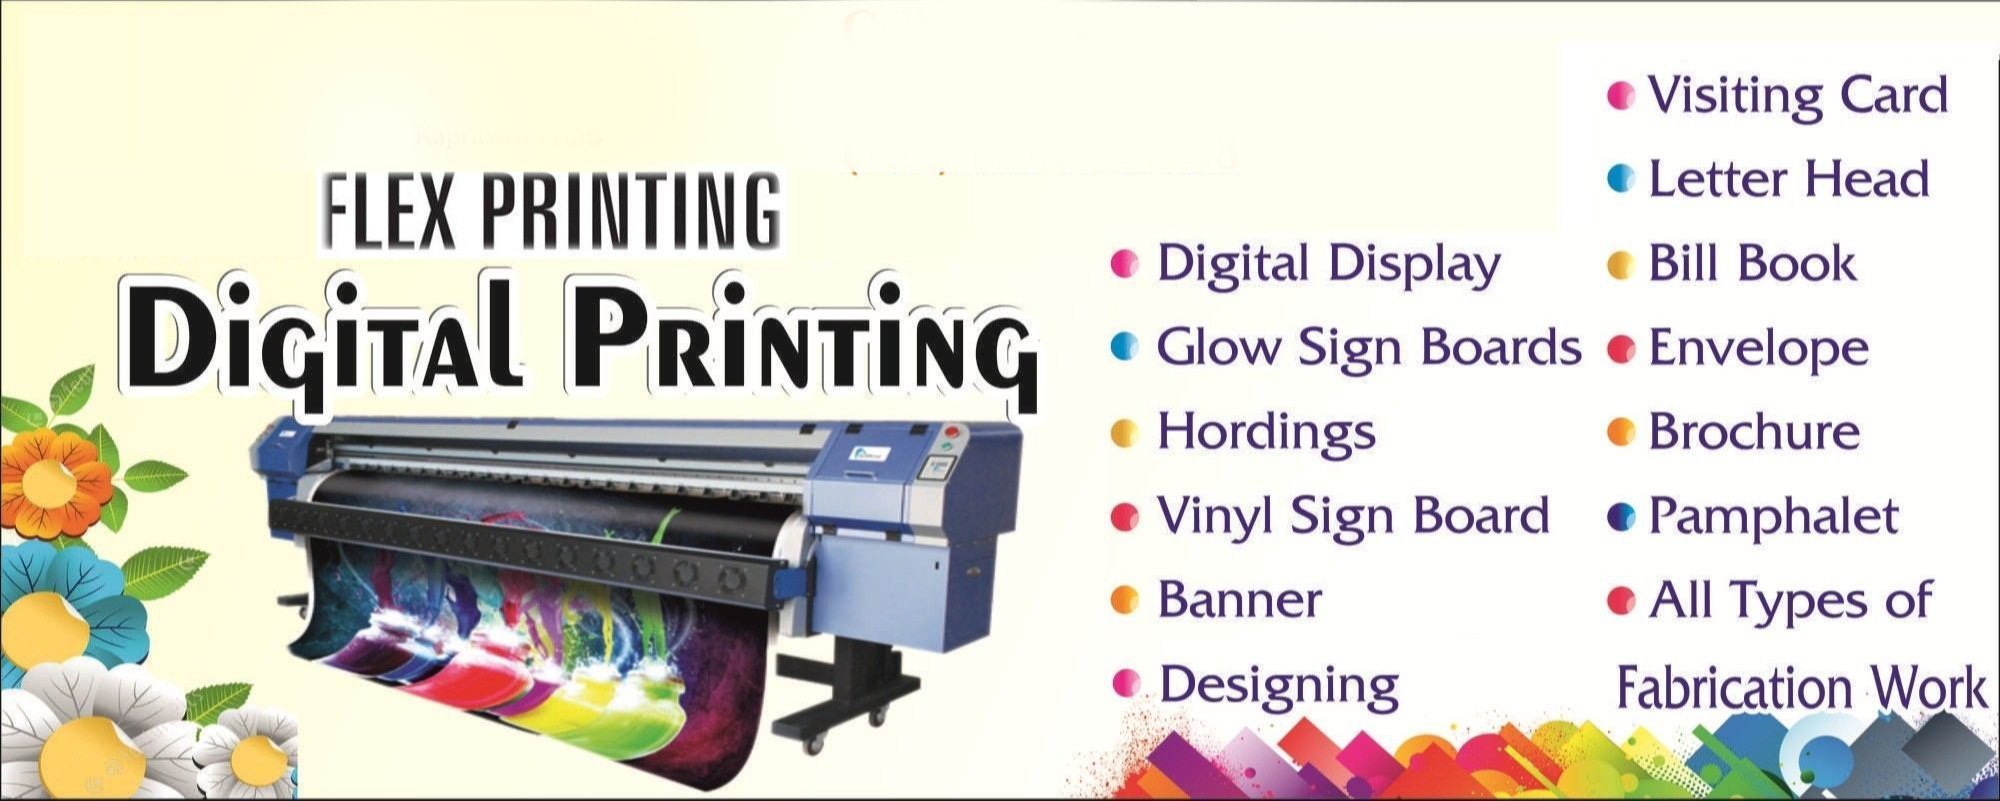 FLEX PRINTING
Digital Printing
Digital Display
Glow Sign Boards
Hordings
Vinyl Sign Board
Banner
Designing
Visiting Card
Letter Head
Bill Book
Envelope
Brochure
Pamphalet
All Types of
Fabrication Work